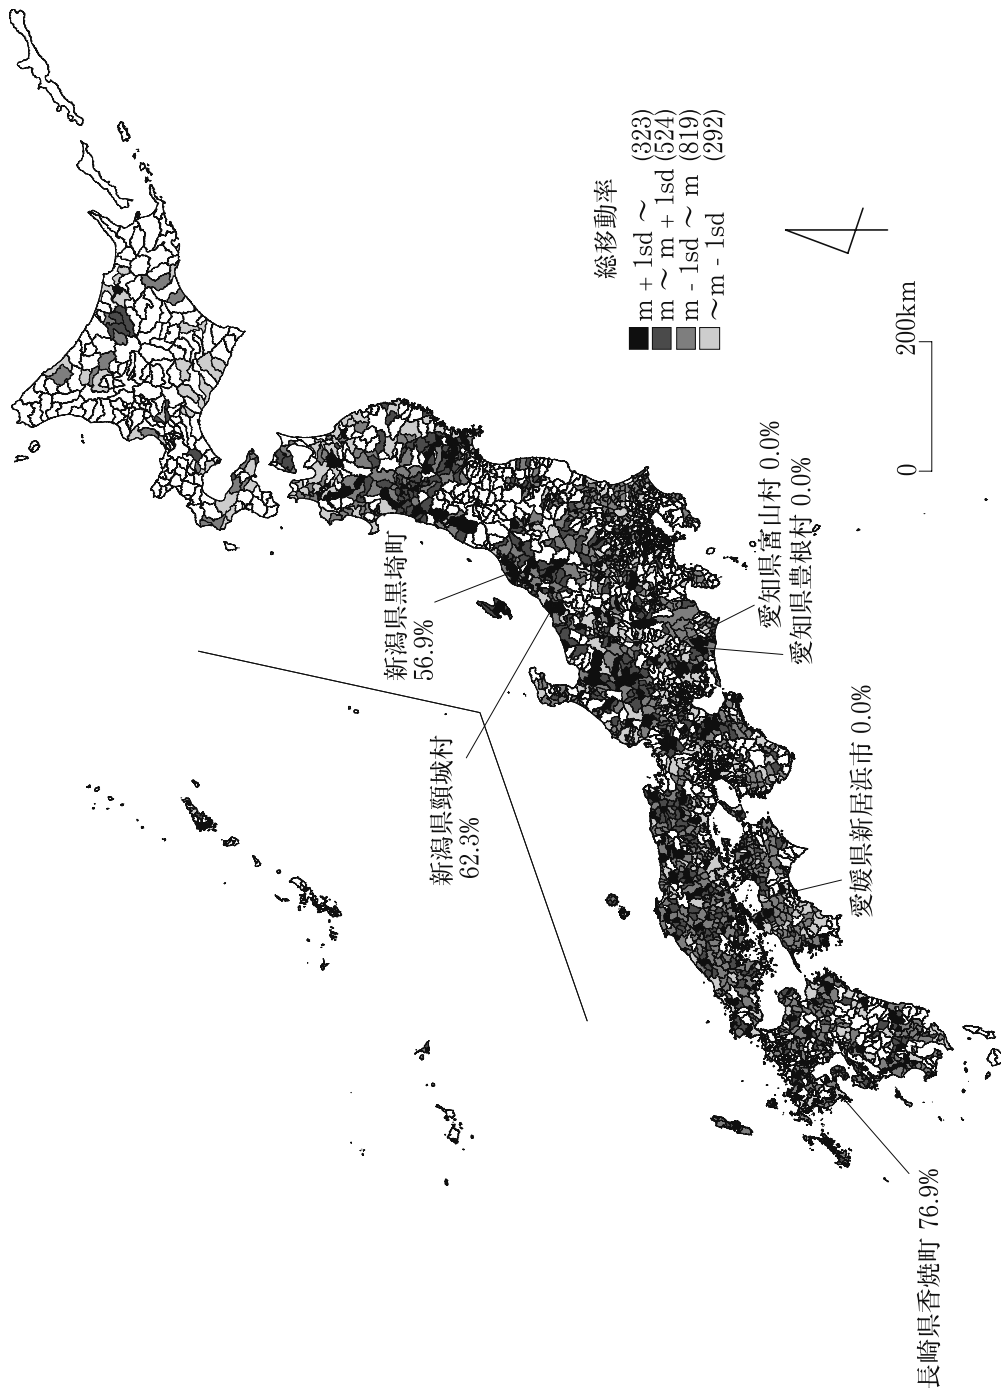 総移動率
m + 1sd ～ (323)
m ～ m + 1sd (524)
m - 1sd ～ m (819)
～m - 1sd (292)
0 200km
新潟県黒埼町
56.9%
新潟県頸城村
62.3%
愛知県富山村 0.0%
愛知県豊根村 0.0%
愛媛県新居浜市 0.0%
長崎県香焼町 76.9%